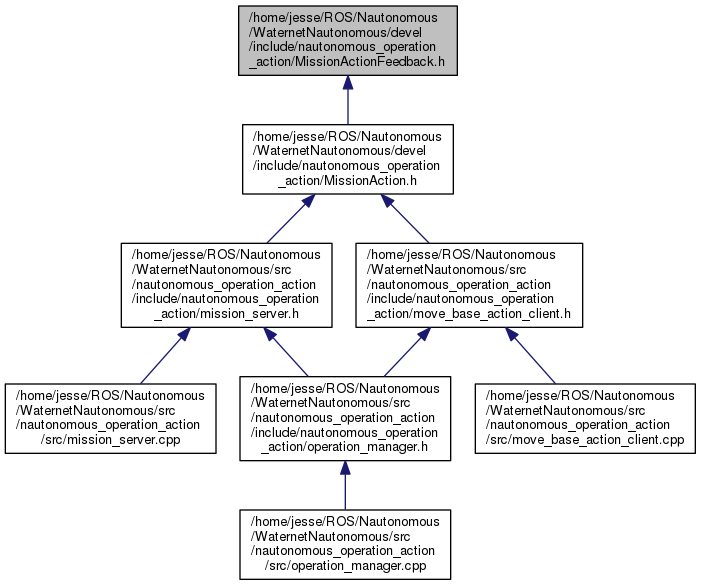 /home/jesse/ROS/Nautonomous
/WaternetNautonomous/devel
/include/nautonomous_operation
_action/MissionActionFeedback.h
/home/jesse/ROS/Nautonomous
/WaternetNautonomous/devel
/include/nautonomous_operation
_action/MissionAction.h
/home/jesse/ROS/Nautonomous
/WaternetNautonomous/src
/nautonomous_operation_action
/include/nautonomous_operation
_action/mission_server.h
/home/jesse/ROS/Nautonomous
/WaternetNautonomous/src
/nautonomous_operation_action
/include/nautonomous_operation
_action/move_base_action_client.h
/home/jesse/ROS/Nautonomous
/WaternetNautonomous/src
/nautonomous_operation_action
/src/mission_server.cpp
/home/jesse/ROS/Nautonomous
/WaternetNautonomous/src
/nautonomous_operation_action
/include/nautonomous_operation
_action/operation_manager.h
/home/jesse/ROS/Nautonomous
/WaternetNautonomous/src
/nautonomous_operation_action
/src/move_base_action_client.cpp
/home/jesse/ROS/Nautonomous
/WaternetNautonomous/src
/nautonomous_operation_action
/src/operation_manager.cpp